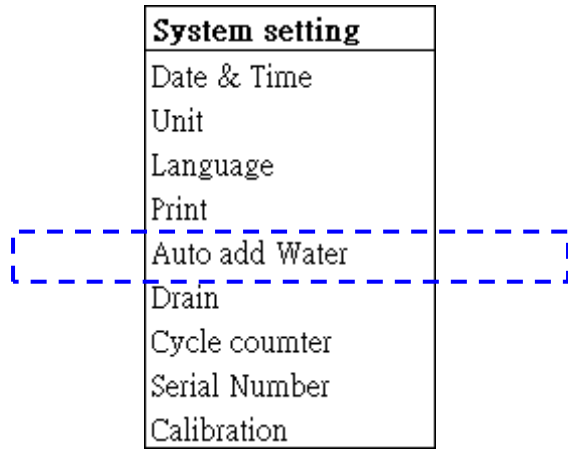 System setting
Date & Time
Unit
Language
Print
Auto add Water
Drain
Cycle coumter
Serial Number
Calibration